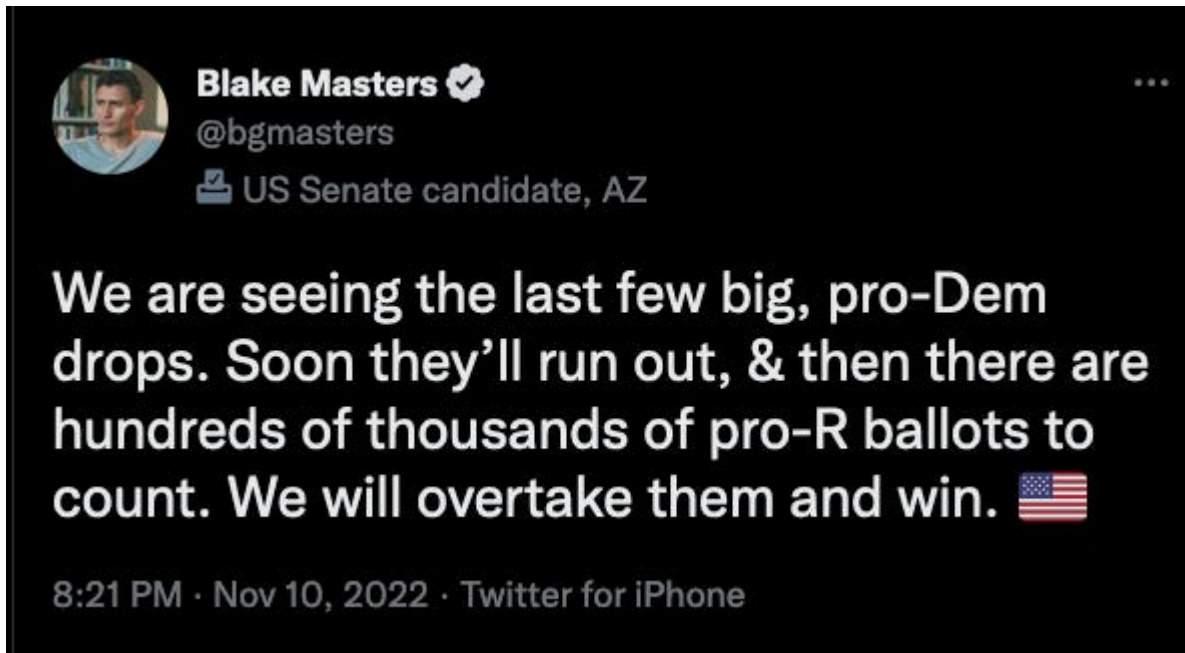 Blake Masters
@bgmasters
US Senate candidate, AZ
We are seeing the last few big, pro-Dem
drops. Soon they’ll run out, & then there are
hundreds of thousands of pro-R ballots to
count. We will overtake them and win. 🇺🇸
8:21 PM · Nov 10, 2022 · Twitter for iPhone